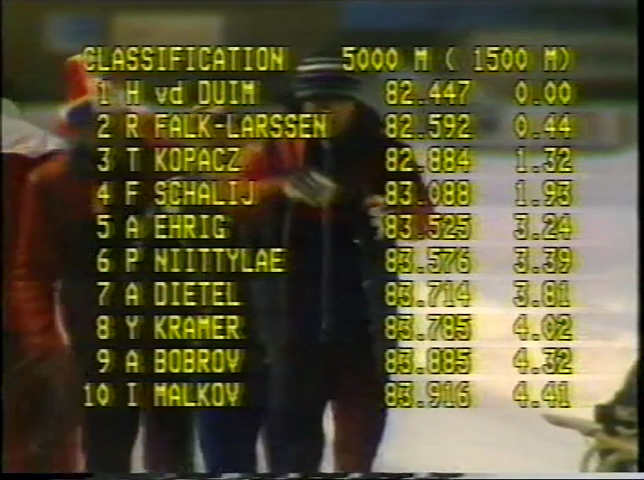 CLASSIFICATION 5000 M ( 1500 M)
1 H vd DUIM 82.447 0.00
2 R FALK-LARSSEN 82.592 0.44
3 T KOPACZ 82.884 1.32
4 F SCHALIJ 83.088 1.93
5 A EHRIG 83.525 3.24
6 P NIITTYLAE 83.576 3.39
7 A DIETEL 83.714 3.81
8 Y KRAMER 83.785 4.02
9 A BOBROV 83.885 4.32
10 I MALKOV 83.916 4.41